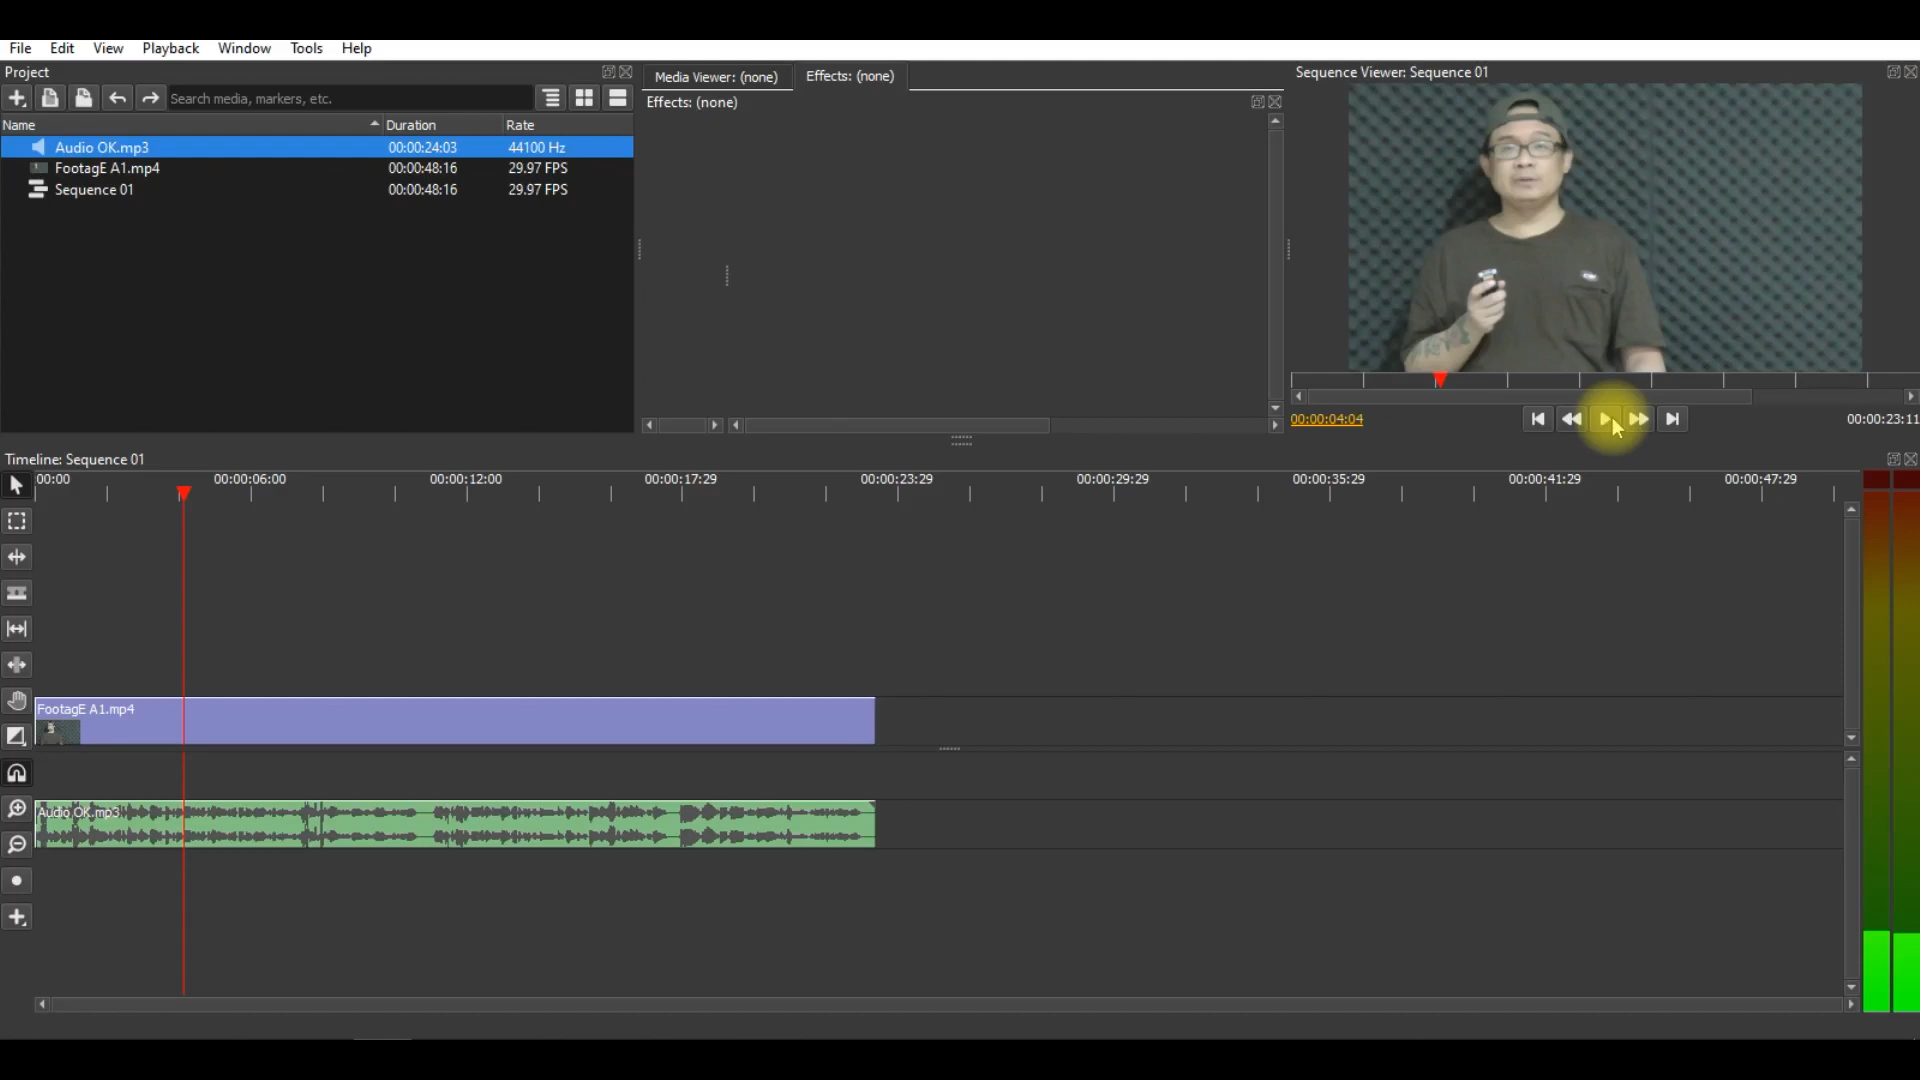 File Edit View Playback Window Tools Help
Project
Media Viewer: (none) Effects: (none)
Sequence Viewer: Sequence 01
Search media, markers, etc.
Effects: (none)
Name Duration Rate
Audio OK.mp3 00:00:24:03 44100 Hz
FootagE A1.mp4 00:00:48:16 29.97 FPS
Sequence 01 00:00:48:16 29.97 FPS
00:00:04:04 00:00:23:11
Timeline: Sequence 01
00:00 00:00:06:00 00:00:12:00 00:00:17:29 00:00:23:29 00:00:29:29 00:00:35:29 00:00:41:29 00:00:47:29
FootagE A1.mp4
Audio OK.mp3